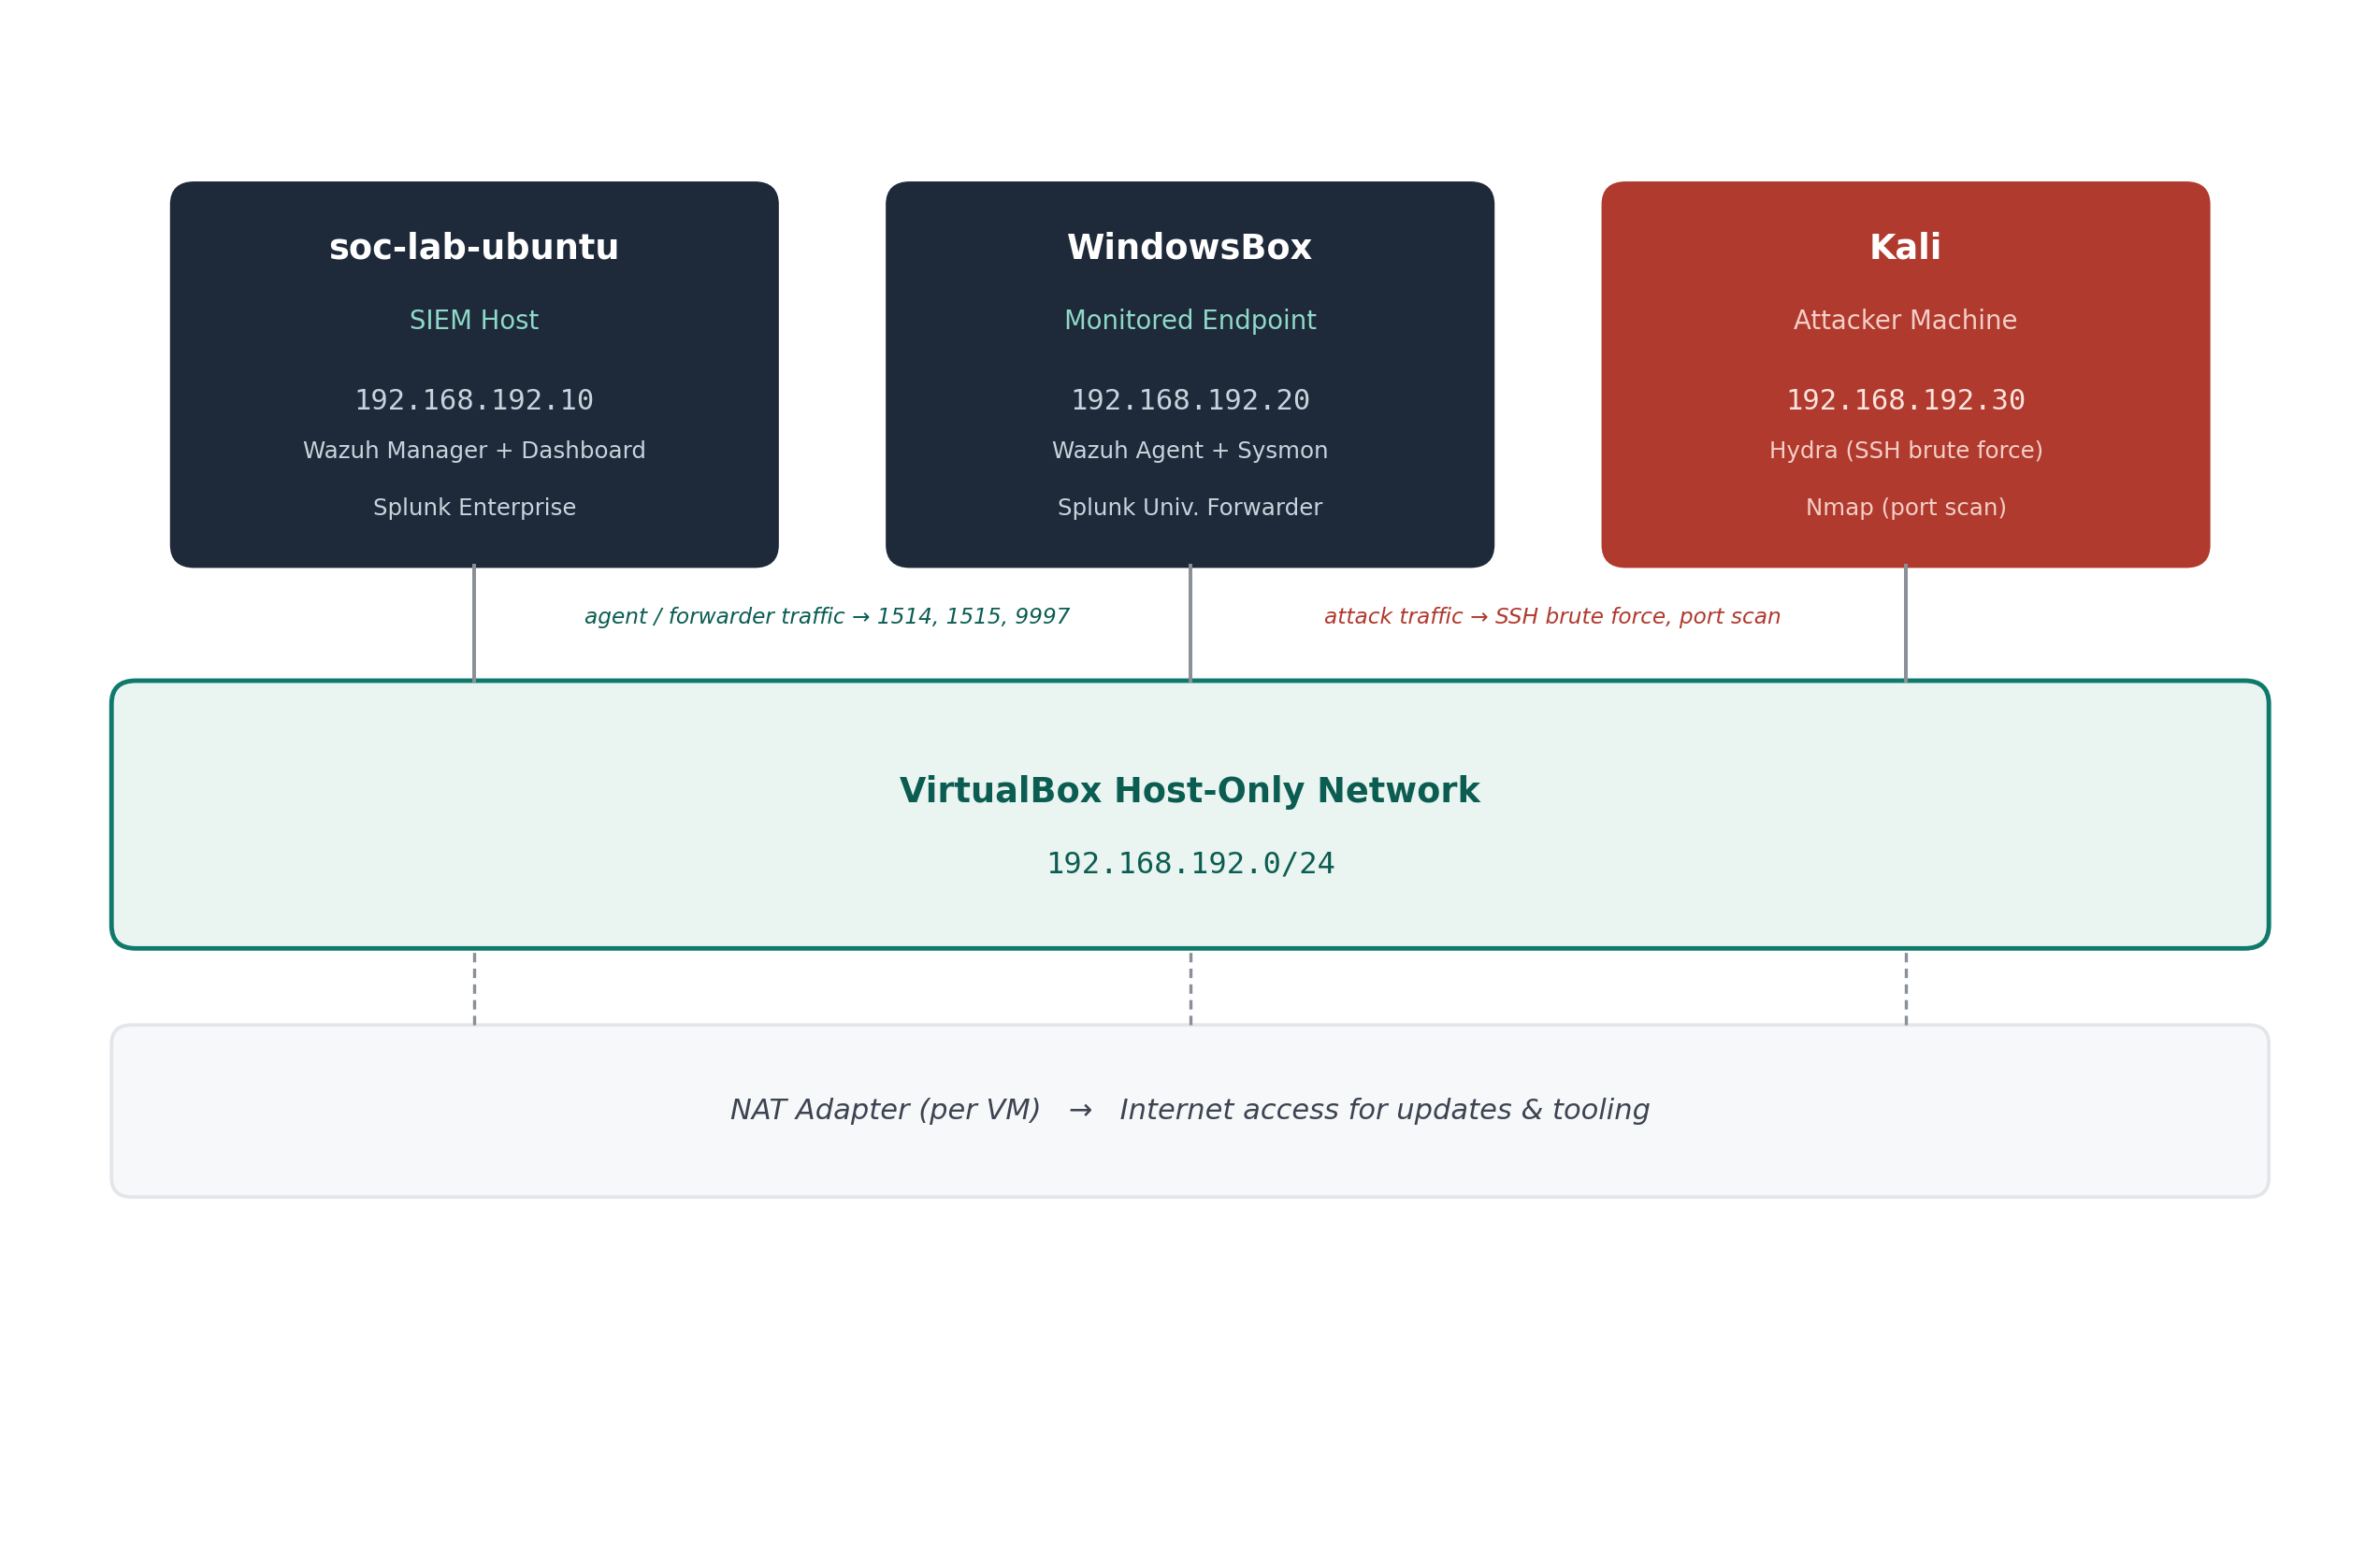 soc-lab-ubuntu
SIEM Host
192.168.192.10
Wazuh Manager + Dashboard
Splunk Enterprise
WindowsBox
Monitored Endpoint
192.168.192.20
Wazuh Agent + Sysmon
Splunk Univ. Forwarder
Kali
Attacker Machine
192.168.192.30
Hydra (SSH brute force)
Nmap (port scan)
agent / forwarder traffic → 1514, 1515, 9997
attack traffic → SSH brute force, port scan
VirtualBox Host-Only Network
192.168.192.0/24
NAT Adapter (per VM) → Internet access for updates & tooling